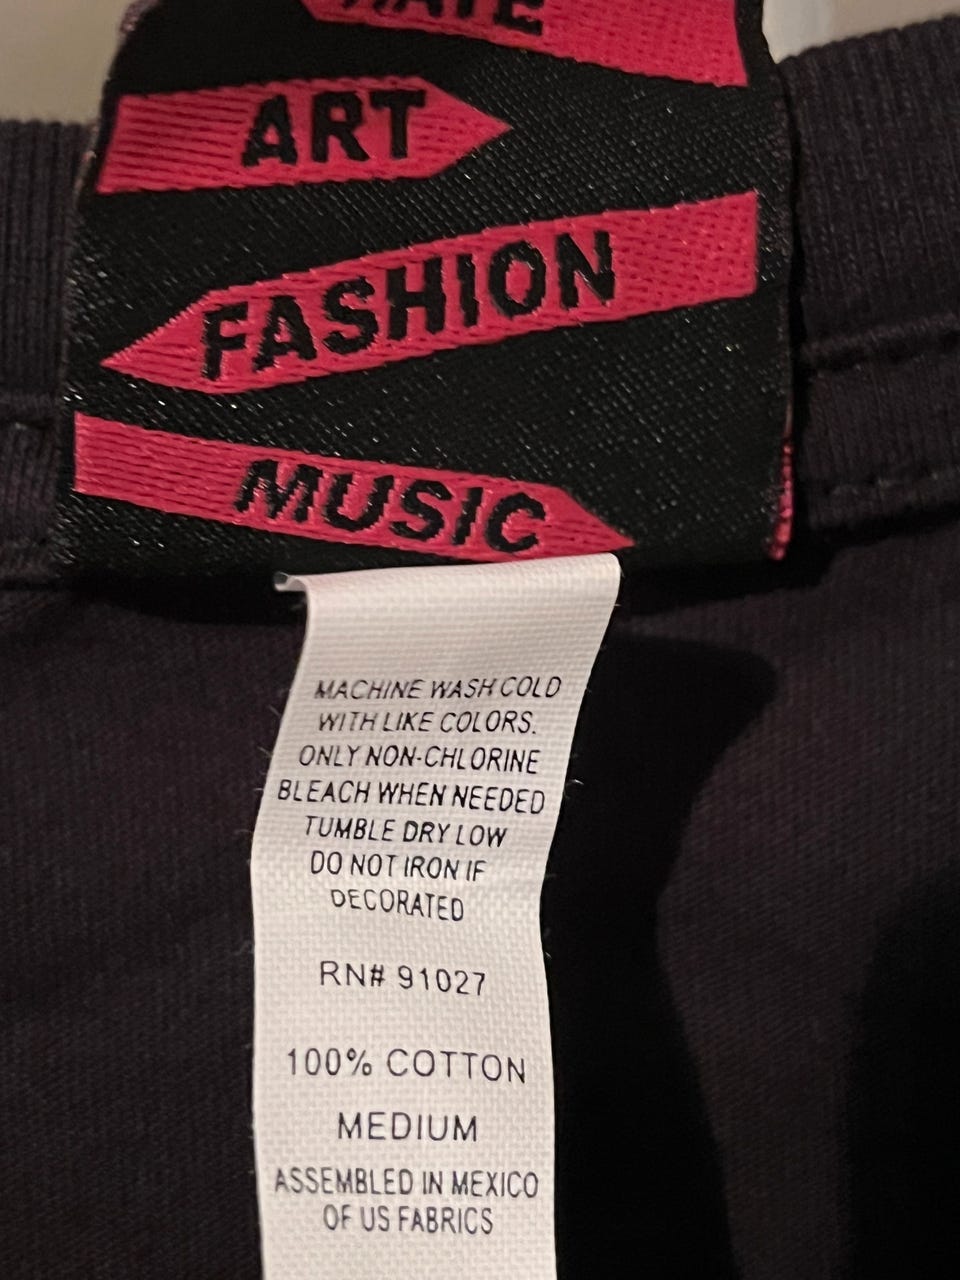 ART
FASHION
MUSIC
MACHINE WASH COLD
WITH LIKE COLORS.
ONLY NON-CHLORINE
BLEACH WHEN NEEDED
TUMBLE DRY LOW
DO NOT IRON IF
DECORATED
RN# 91027
100% COTTON
MEDIUM
ASSEMBLED IN MEXICO
OF US FABRICS